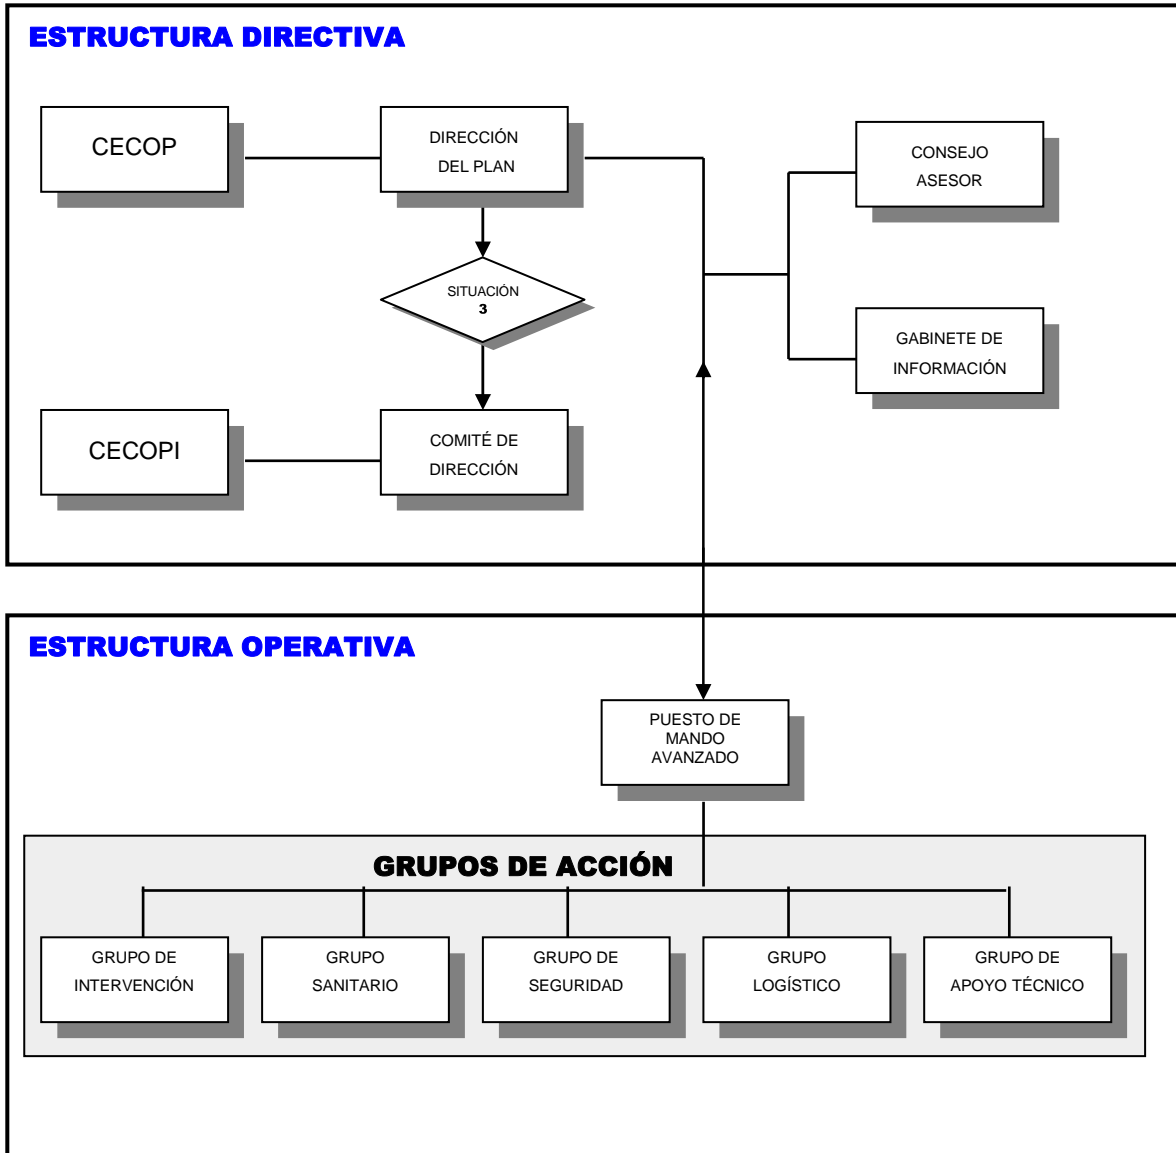 ESTRUCTURA DIRECTIVA
CECOP
DIRECCIÓN
DEL PLAN
CONSEJO
ASESOR
SITUACIÓN
3
GABINETE DE
INFORMACIÓN
CECOPI
COMITÉ DE
DIRECCIÓN
ESTRUCTURA OPERATIVA
PUESTO DE
MANDO
AVANZADO
GRUPOS DE ACCIÓN
GRUPO DE
INTERVENCIÓN
GRUPO
SANITARIO
GRUPO DE
SEGURIDAD
GRUPO
LOGÍSTICO
GRUPO DE
APOYO TÉCNICO